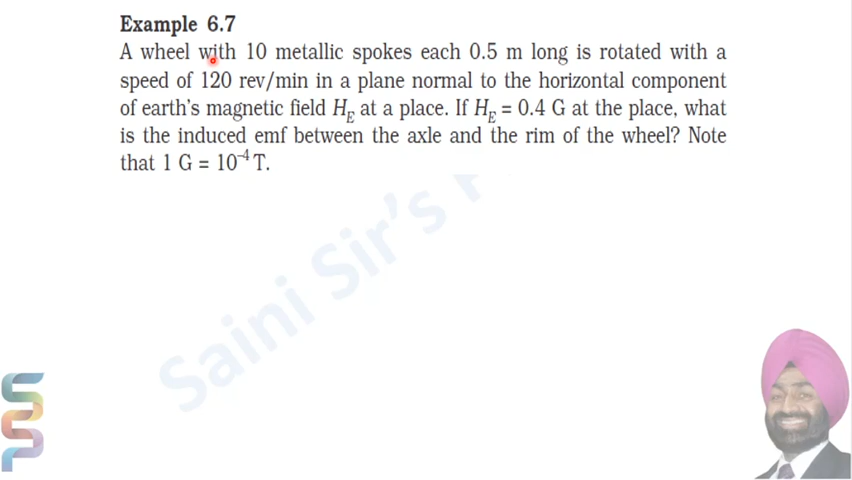 Example 6.7
A wheel with 10 metallic spokes each 0.5 m long is rotated with a
speed of 120 rev/min in a plane normal to the horizontal component
of earth's magnetic field H_E at a place. If H_E = 0.4 G at the place, what
is the induced emf between the axle and the rim of the wheel? Note
that 1 G = 10⁻⁴ T.
Saini Sir's
SSP